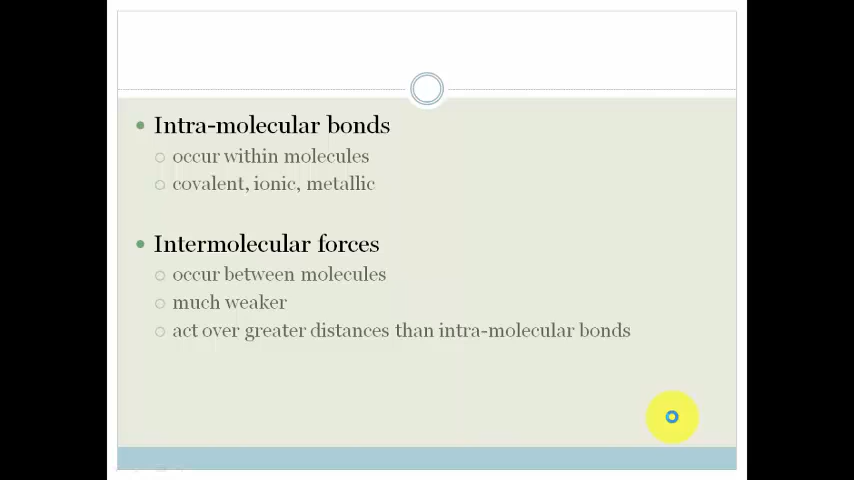 Intra-molecular bonds
occur within molecules
covalent, ionic, metallic
Intermolecular forces
occur between molecules
much weaker
act over greater distances than intra-molecular bonds